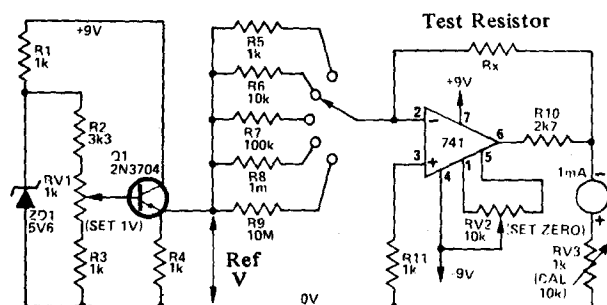 Test Resistor
+9V
R1
1k
R5
1k
R6
10k
R7
100k
R8
1m
R9
10M
R2
3k3
RV1
1k
Q1
2N3704
(SET 1V)
ZD1
5V6
R3
1k
R4
1k
Ref
V
0V
Rx
+9V
2
7
6
741
3
4
1
5
R10
2k7
1mA
-
+
RV2
10k
(SET ZERO)
R11
1k
-9V
RV3
1k
(CAL
10k)